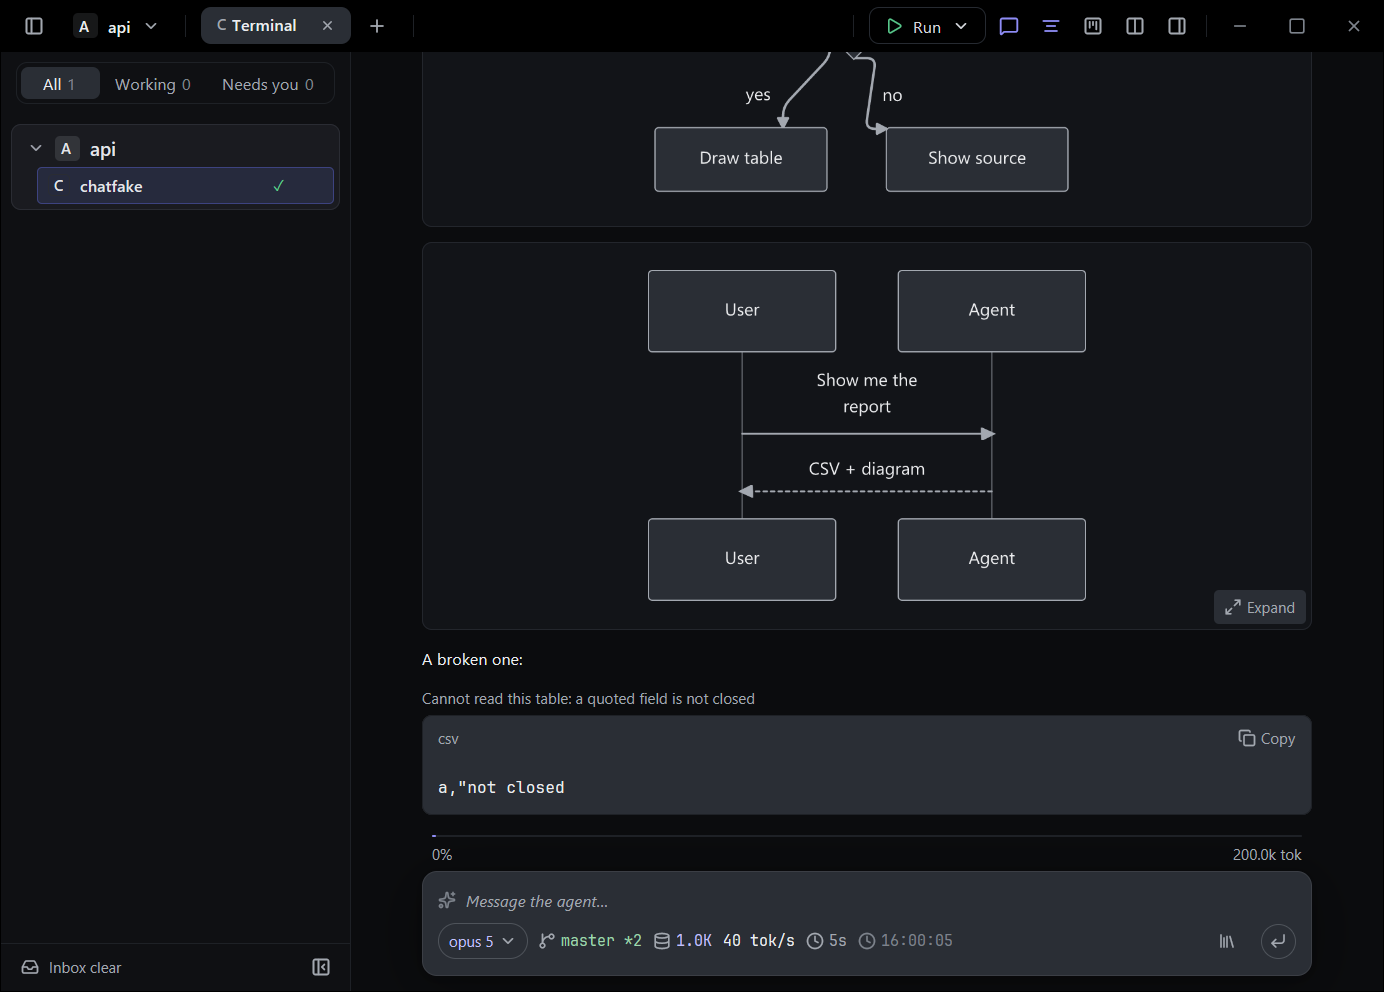 A api
C Terminal
Run
All 1
Working 0
Needs you 0
A api
C chatfake
yes
no
Draw table
Show source
User
Agent
Show me the
report
CSV + diagram
User
Agent
Expand
A broken one:
Cannot read this table: a quoted field is not closed
csv
Copy
a,"not closed
0%
200.0k tok
Message the agent...
opus 5
master *2
1.0K
40 tok/s
5s
16:00:05
Inbox clear